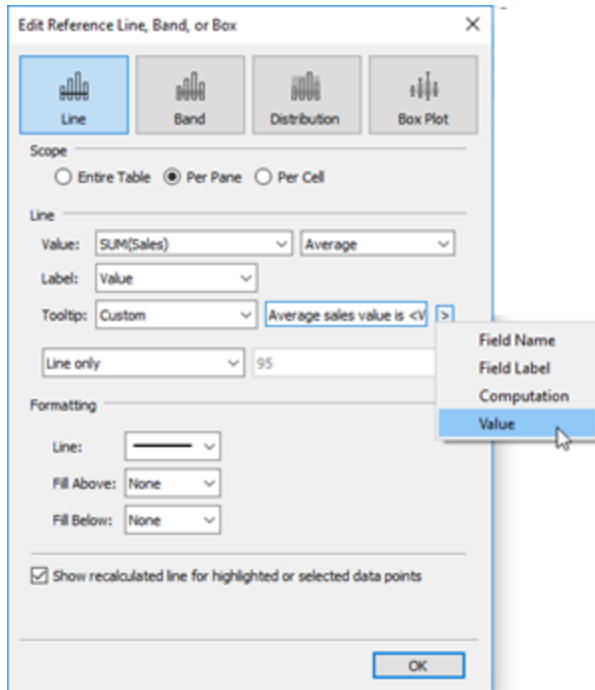 Edit Reference Line, Band, or Box
Line Band Distribution Box Plot
Scope
Entire Table Per Pane Per Cell
Line
Value: SUM(Sales) Average
Label: Value
Tooltip: Custom Average sales value is <V >
Field Name
Field Label
Computation
Value
Line only 95
Formatting
Line:
Fill Above: None
Fill Below: None
Show recalculated line for highlighted or selected data points
OK